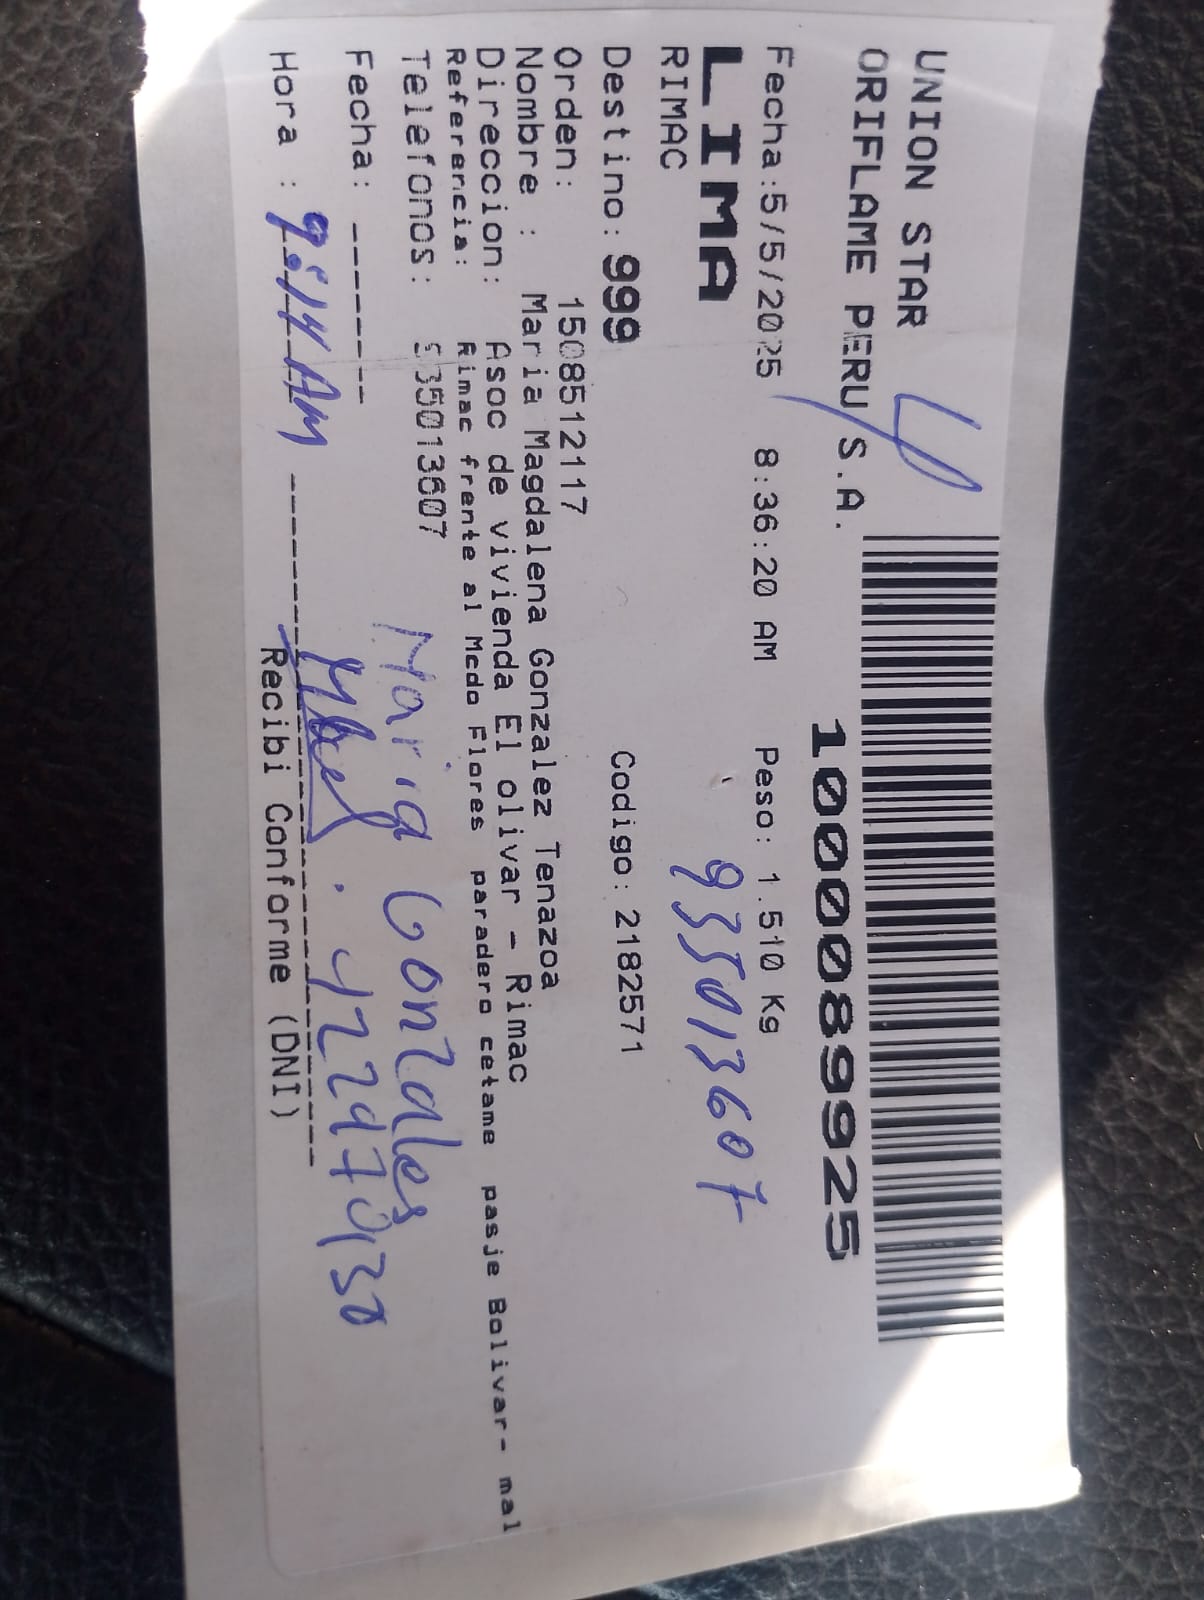 UNION STAR
ORIFLAME PERU S.A.
100089925
Fecha:5/5/2025 8:36:20 AM Peso: 1.510 Kg
LIMA
RIMAC
935013607
Destino: 999 Codigo: 2182571
Orden: 1508512117
Nombre : Maria Magdalena Gonzalez Tenazoa
Direccion: Asoc de vivienda El olivar - Rimac
Referencia: Rimac frente al Mcdo Flores paradero cetame pasje Bolivar- mal
Telefonos: 935013607
Maria Gonzales
Fecha: -------
Hora : 9:14 AM
Recibi Conforme (DNI)